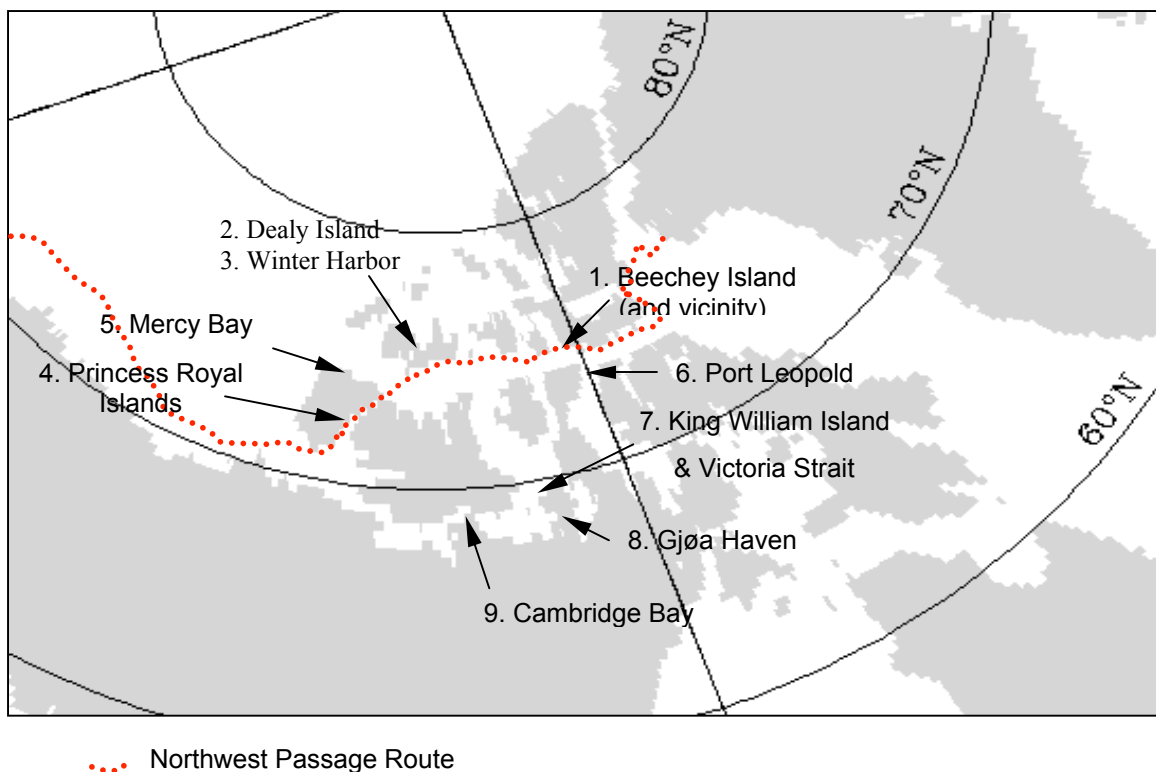 80°N
70°N
60°N
2. Dealy Island
3. Winter Harbor
1. Beechey Island
(and vicinity)
5. Mercy Bay
4. Princess Royal
Islands
6. Port Leopold
7. King William Island
& Victoria Strait
8. Gjøa Haven
9. Cambridge Bay
Northwest Passage Route